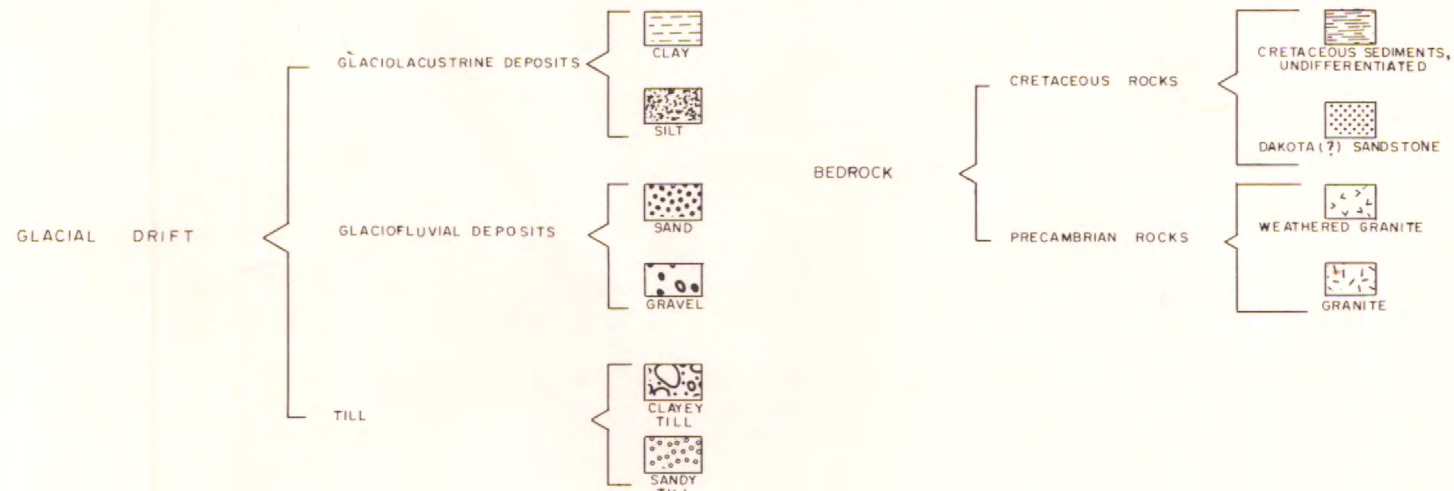 GLACIAL DRIFT
GLACIOLACUSTRINE DEPOSITS
CLAY
SILT
GLACIOFLUVIAL DEPOSITS
SAND
GRAVEL
TILL
CLAYEY
TILL
SANDY
TILL
BEDROCK
CRETACEOUS ROCKS
CRETACEOUS SEDIMENTS,
UNDIFFERENTIATED
DAKOTA(?) SANDSTONE
PRECAMBRIAN ROCKS
WEATHERED GRANITE
GRANITE